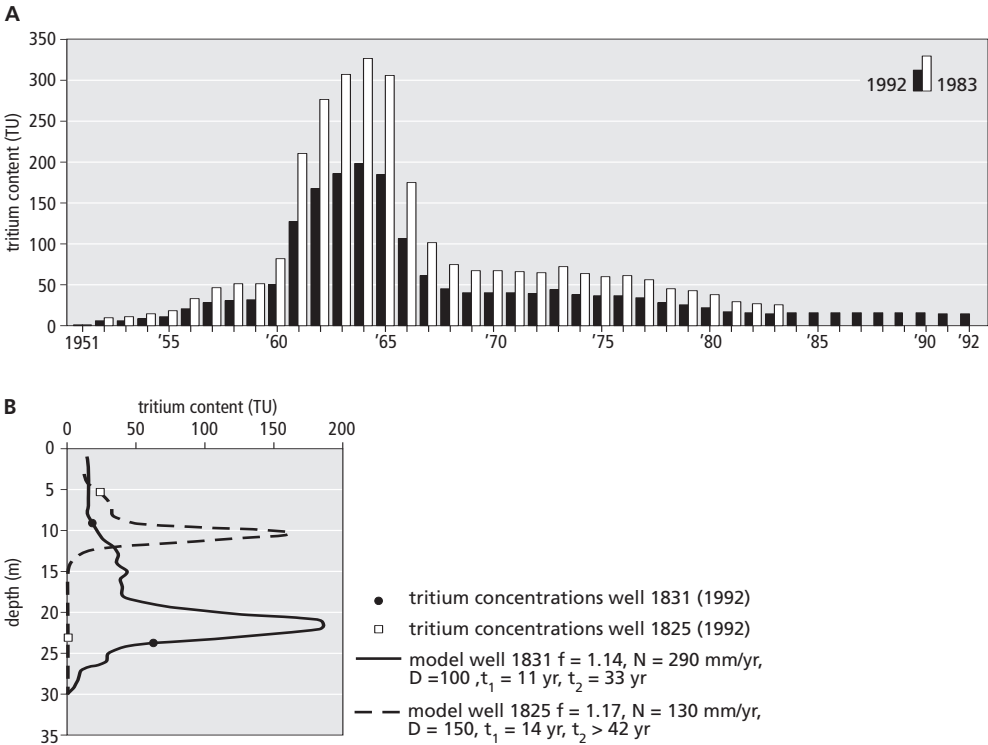 A
350
300
250
200
150
100
50
0
tritium content (TU)
1992 1983
1951 ’55 ’60 ’65 ’70 ’75 ’80 ’85 ’90 ’92
B
tritium content (TU)
0 50 100 150 200
0
5
10
15
20
25
30
35
depth (m)
tritium concentrations well 1831 (1992)
tritium concentrations well 1825 (1992)
model well 1831 f = 1.14, N = 290 mm/yr,
D =100 ,t1 = 11 yr, t2 = 33 yr
model well 1825 f = 1.17, N = 130 mm/yr,
D = 150, t1 = 14 yr, t2 > 42 yr